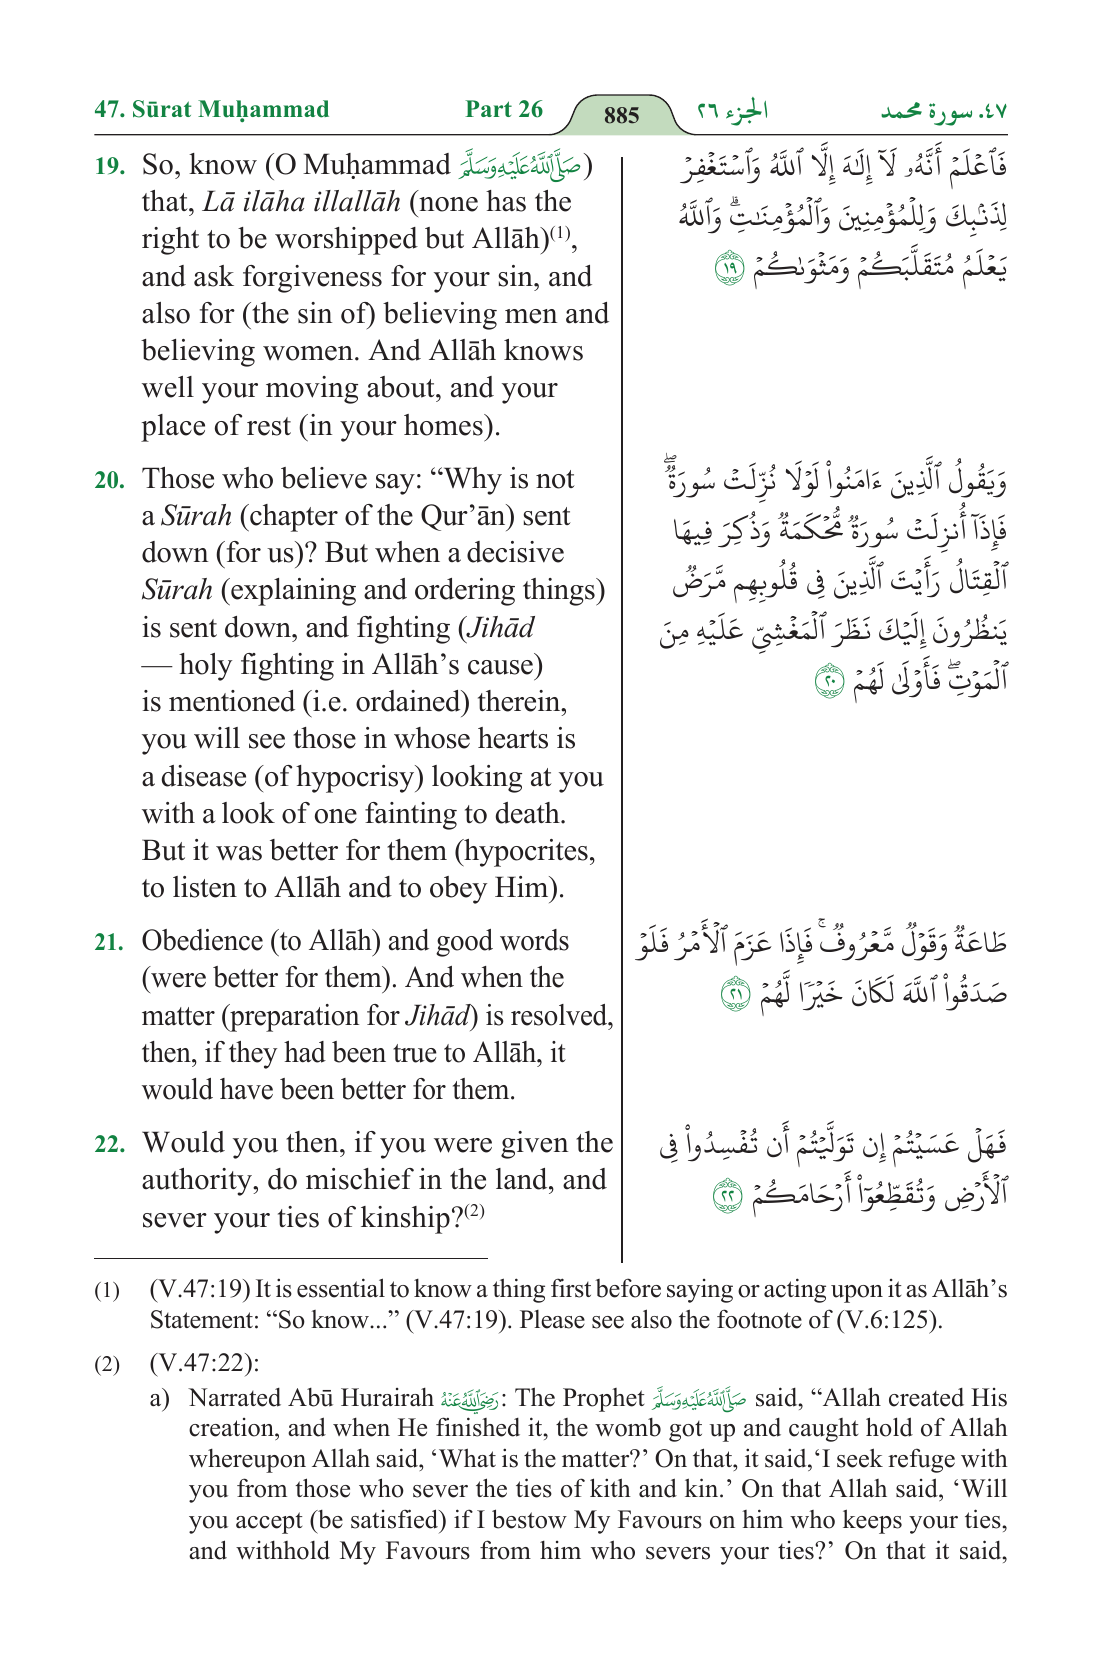 47. Sūrat Muḥammad Part 26 885 الجزء ٢٦ ٤٧. سورة محمد
19. So, know (O Muḥammad ﷺ)
that, Lā ilāha illallāh (none has the
right to be worshipped but Allāh)(1),
and ask forgiveness for your sin, and
also for (the sin of) believing men and
believing women. And Allāh knows
well your moving about, and your
place of rest (in your homes).
فَٱعْلَمْ أَنَّهُۥ لَآ إِلَٰهَ إِلَّا ٱللَّهُ وَٱسْتَغْفِرْ
لِذَنۢبِكَ وَلِلْمُؤْمِنِينَ وَٱلْمُؤْمِنَٰتِ ۗ وَٱللَّهُ
يَعْلَمُ مُتَقَلَّبَكُمْ وَمَثْوَىٰكُمْ ١٩
20. Those who believe say: “Why is not
a Sūrah (chapter of the Qur’ān) sent
down (for us)? But when a decisive
Sūrah (explaining and ordering things)
is sent down, and fighting (Jihād
— holy fighting in Allāh’s cause)
is mentioned (i.e. ordained) therein,
you will see those in whose hearts is
a disease (of hypocrisy) looking at you
with a look of one fainting to death.
But it was better for them (hypocrites,
to listen to Allāh and to obey Him).
وَيَقُولُ ٱلَّذِينَ ءَامَنُوا۟ لَوْلَا نُزِّلَتْ سُورَةٌ ۖ
فَإِذَآ أُنزِلَتْ سُورَةٌ مُّحْكَمَةٌ وَذُكِرَ فِيهَا
ٱلْقِتَالُ رَأَيْتَ ٱلَّذِينَ فِى قُلُوبِهِم مَّرَضٌ
يَنظُرُونَ إِلَيْكَ نَظَرَ ٱلْمَغْشِىِّ عَلَيْهِ مِنَ
ٱلْمَوْتِ ۖ فَأَوْلَىٰ لَهُمْ ٢٠
21. Obedience (to Allāh) and good words
(were better for them). And when the
matter (preparation for Jihād) is resolved,
then, if they had been true to Allāh, it
would have been better for them.
طَاعَةٌ وَقَوْلٌ مَّعْرُوفٌ ۚ فَإِذَا عَزَمَ ٱلْأَمْرُ فَلَوْ
صَدَقُوا۟ ٱللَّهَ لَكَانَ خَيْرًا لَّهُمْ ٢١
22. Would you then, if you were given the
authority, do mischief in the land, and
sever your ties of kinship?(2)
فَهَلْ عَسَيْتُمْ إِن تَوَلَّيْتُمْ أَن تُفْسِدُوا۟ فِى
ٱلْأَرْضِ وَتُقَطِّعُوٓا۟ أَرْحَامَكُمْ ٢٢
(1) (V.47:19) It is essential to know a thing first before saying or acting upon it as Allāh’s
Statement: “So know...” (V.47:19). Please see also the footnote of (V.6:125).
(2) (V.47:22):
a) Narrated Abū Hurairah رَضِيَ اللَّهُ عَنْهُ: The Prophet ﷺ said, “Allah created His
creation, and when He finished it, the womb got up and caught hold of Allah
whereupon Allah said, ‘What is the matter?’ On that, it said,‘I seek refuge with
you from those who sever the ties of kith and kin.’ On that Allah said, ‘Will
you accept (be satisfied) if I bestow My Favours on him who keeps your ties,
and withhold My Favours from him who severs your ties?’ On that it said,